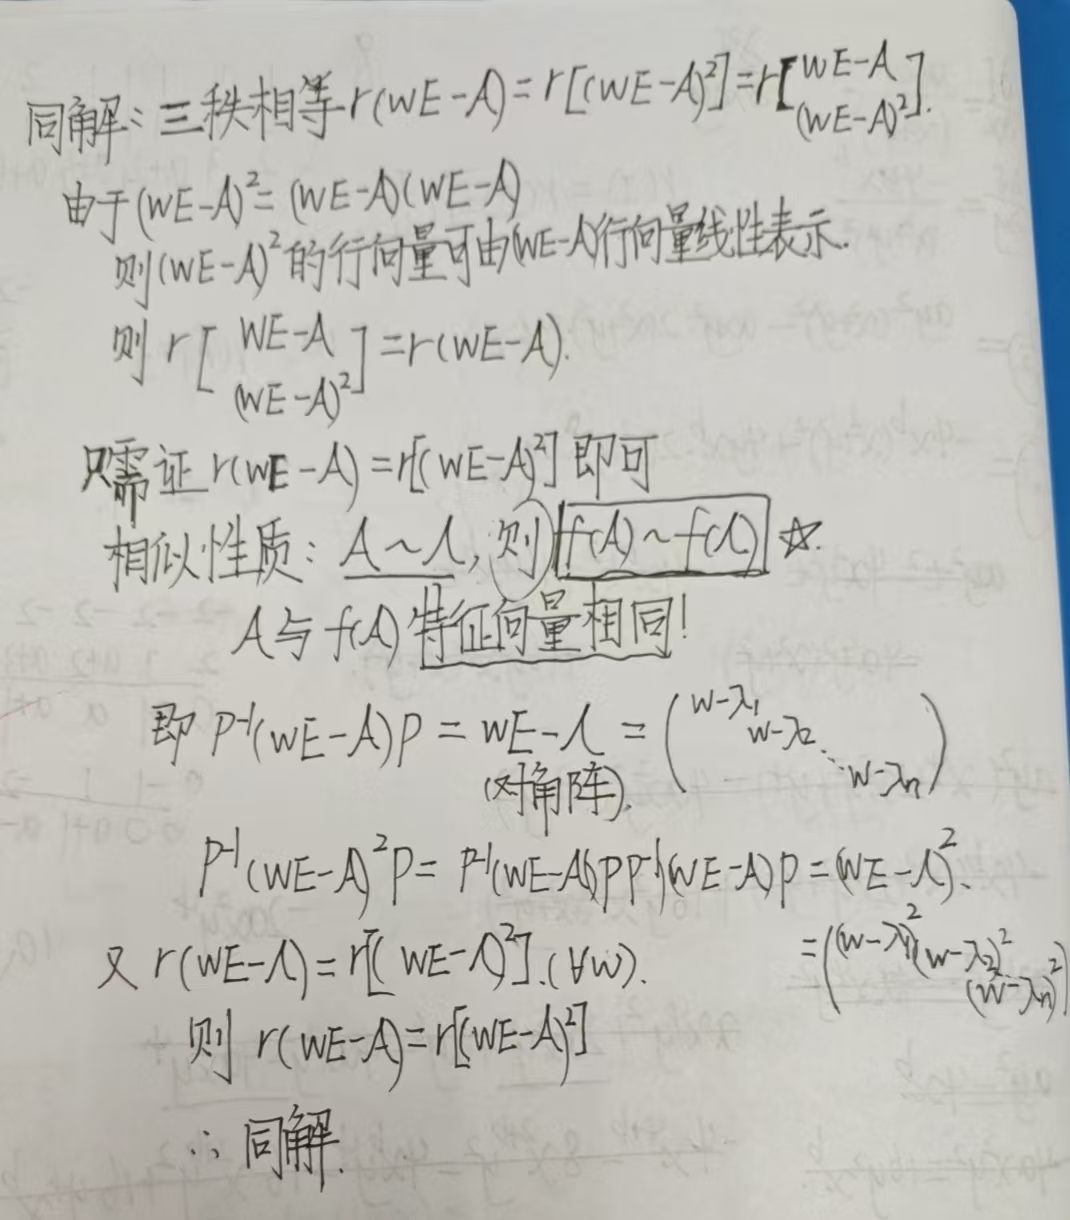 同解：三秩相等 r(wE-A)=r[(wE-A)²]=r[wE-A
(wE-A)²].
由于(wE-A)²=(wE-A)(wE-A)
则(wE-A)²的行向量可由(wE-A)行向量线性表示.
则 r[wE-A
(wE-A)²]=r(wE-A).
只需证 r(wE-A)=r[(wE-A)²] 即可
相似性质：A~Λ, 则 f(A)~f(Λ) ☆.
A与f(A)特征向量相同!
即 P⁻¹(wE-A)P=wE-Λ=(w-λ₁ w-λ₂ ⋱ w-λn)
(对角阵).
P⁻¹(wE-A)²P=P⁻¹(wE-A)PP⁻¹(wE-A)P=(wE-Λ)².
=((w-λ₁)² (w-λ₂)² (w-λn)²)
又 r(wE-Λ)=r[(wE-Λ)²].(∀w).
则 r(wE-A)=r[(wE-A)²]
∴ 同解.